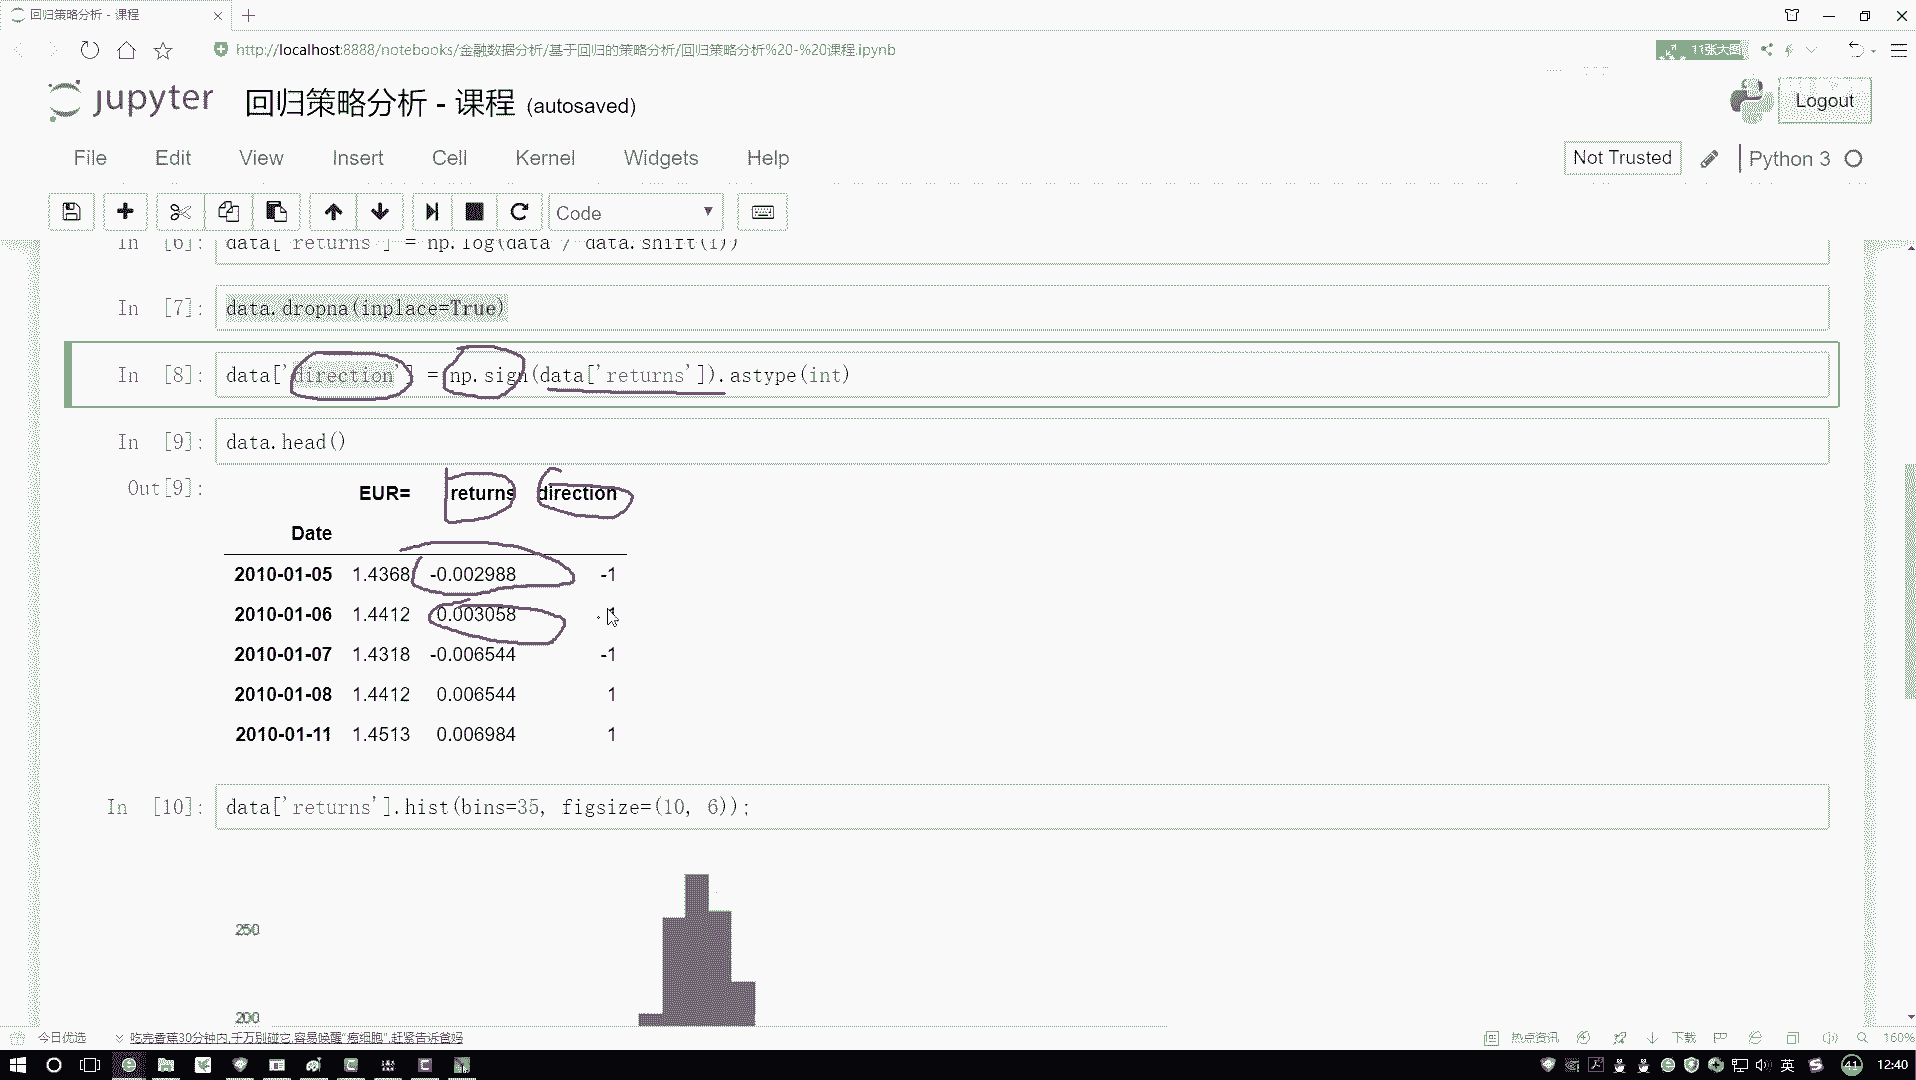 回归策略分析 - 课程
http://localhost:8888/notebooks/金融数据分析/基于回归的策略分析/回归策略分析%20-%20课程.ipynb
11张大图
jupyter 回归策略分析 - 课程 (autosaved)
Logout
File Edit View Insert Cell Kernel Widgets Help
Not Trusted
Python 3
Code
In [6]: data['returns'] = np.log(data / data.shift(1))
In [7]: data.dropna(inplace=True)
In [8]: data['direction'] = np.sign(data['returns']).astype(int)
In [9]: data.head()
Out[9]:
EUR= returns direction
Date
2010-01-05 1.4368 -0.002988 -1
2010-01-06 1.4412 0.003058 1
2010-01-07 1.4318 -0.006544 -1
2010-01-08 1.4412 0.006544 1
2010-01-11 1.4513 0.006984 1
In [10]: data['returns'].hist(bins=35, figsize=(10, 6));
250
200
今日优选
吃完香蕉30分钟内,千万别碰它,容易唤醒“癌细胞”,赶紧告诉爸妈
热点资讯
下载
160%
英
41
12:40